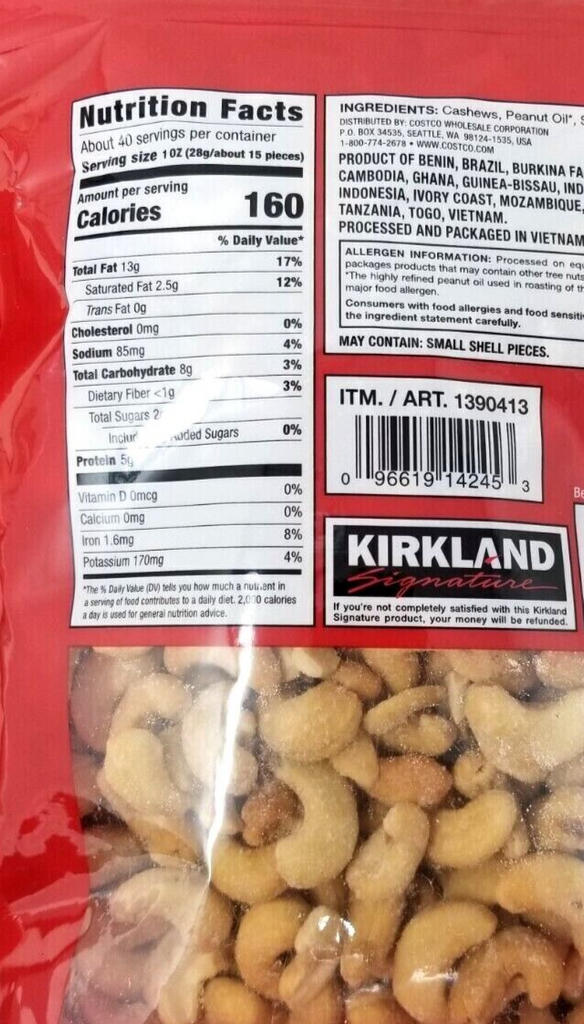 Nutrition Facts
About 40 servings per container
Serving size 1OZ (28g/about 15 pieces)
Amount per serving
Calories 160
% Daily Value*
Total Fat 13g 17%
Saturated Fat 2.5g 12%
Trans Fat 0g
Cholesterol 0mg 0%
Sodium 85mg 4%
Total Carbohydrate 8g 3%
Dietary Fiber <1g 3%
Total Sugars 2
Added Sugars 0%
Protein 5g
Vitamin D 0mcg 0%
Calcium 0mg 0%
Iron 1.6mg 8%
Potassium 170mg 4%
*The % Daily Value (DV) tells you how much a nutrient in
a serving of food contributes to a daily diet. 2,000 calories
a day is used for general nutrition advice.
INGREDIENTS: Cashews, Peanut Oil*, S
DISTRIBUTED BY: COSTCO WHOLESALE CORPORATION
P.O. BOX 34535, SEATTLE, WA 98124-1535, USA
1-800-774-2678 • WWW.COSTCO.COM
PRODUCT OF BENIN, BRAZIL, BURKINA FA
CAMBODIA, GHANA, GUINEA-BISSAU, IND
INDONESIA, IVORY COAST, MOZAMBIQUE,
TANZANIA, TOGO, VIETNAM.
PROCESSED AND PACKAGED IN VIETNAM
ALLERGEN INFORMATION: Processed on equ
packages products that may contain other tree nuts
*The highly refined peanut oil used in roasting of th
major food allergen.
Consumers with food allergies and food sensitiv
the ingredient statement carefully.
MAY CONTAIN: SMALL SHELL PIECES.
ITM. / ART. 1390413
0 96619 14245 3
Be
KIRKLAND
Signature
If you're not completely satisfied with this Kirkland
Signature product, your money will be refunded.